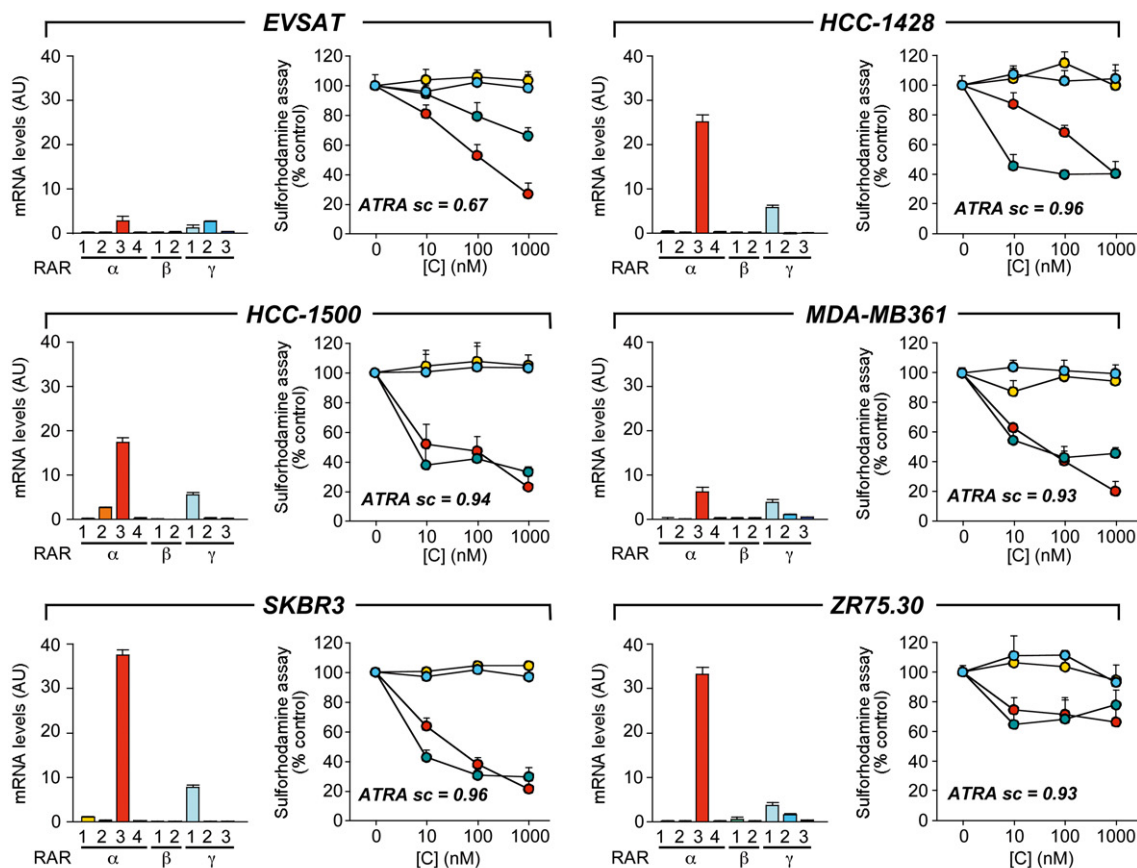 EVSAT
mRNA levels (AU)
40
30
20
10
0
1 2 3 4 1 2 1 2 3
RAR α β γ
Sulforhodamine assay
(% control)
120
100
80
60
40
20
0
ATRA sc = 0.67
0 10 100 1000
[C] (nM)
HCC-1428
mRNA levels (AU)
40
30
20
10
0
1 2 3 4 1 2 1 2 3
RAR α β γ
Sulforhodamine assay
(% control)
120
100
80
60
40
20
0
ATRA sc = 0.96
0 10 100 1000
[C] (nM)
HCC-1500
mRNA levels (AU)
40
30
20
10
0
1 2 3 4 1 2 1 2 3
RAR α β γ
Sulforhodamine assay
(% control)
120
100
80
60
40
20
0
ATRA sc = 0.94
0 10 100 1000
[C] (nM)
MDA-MB361
mRNA levels (AU)
40
30
20
10
0
1 2 3 4 1 2 1 2 3
RAR α β γ
Sulforhodamine assay
(% control)
120
100
80
60
40
20
0
ATRA sc = 0.93
0 10 100 1000
[C] (nM)
SKBR3
mRNA levels (AU)
40
30
20
10
0
1 2 3 4 1 2 1 2 3
RAR α β γ
Sulforhodamine assay
(% control)
120
100
80
60
40
20
0
ATRA sc = 0.96
0 10 100 1000
[C] (nM)
ZR75.30
mRNA levels (AU)
40
30
20
10
0
1 2 3 4 1 2 1 2 3
RAR α β γ
Sulforhodamine assay
(% control)
120
100
80
60
40
20
0
ATRA sc = 0.93
0 10 100 1000
[C] (nM)